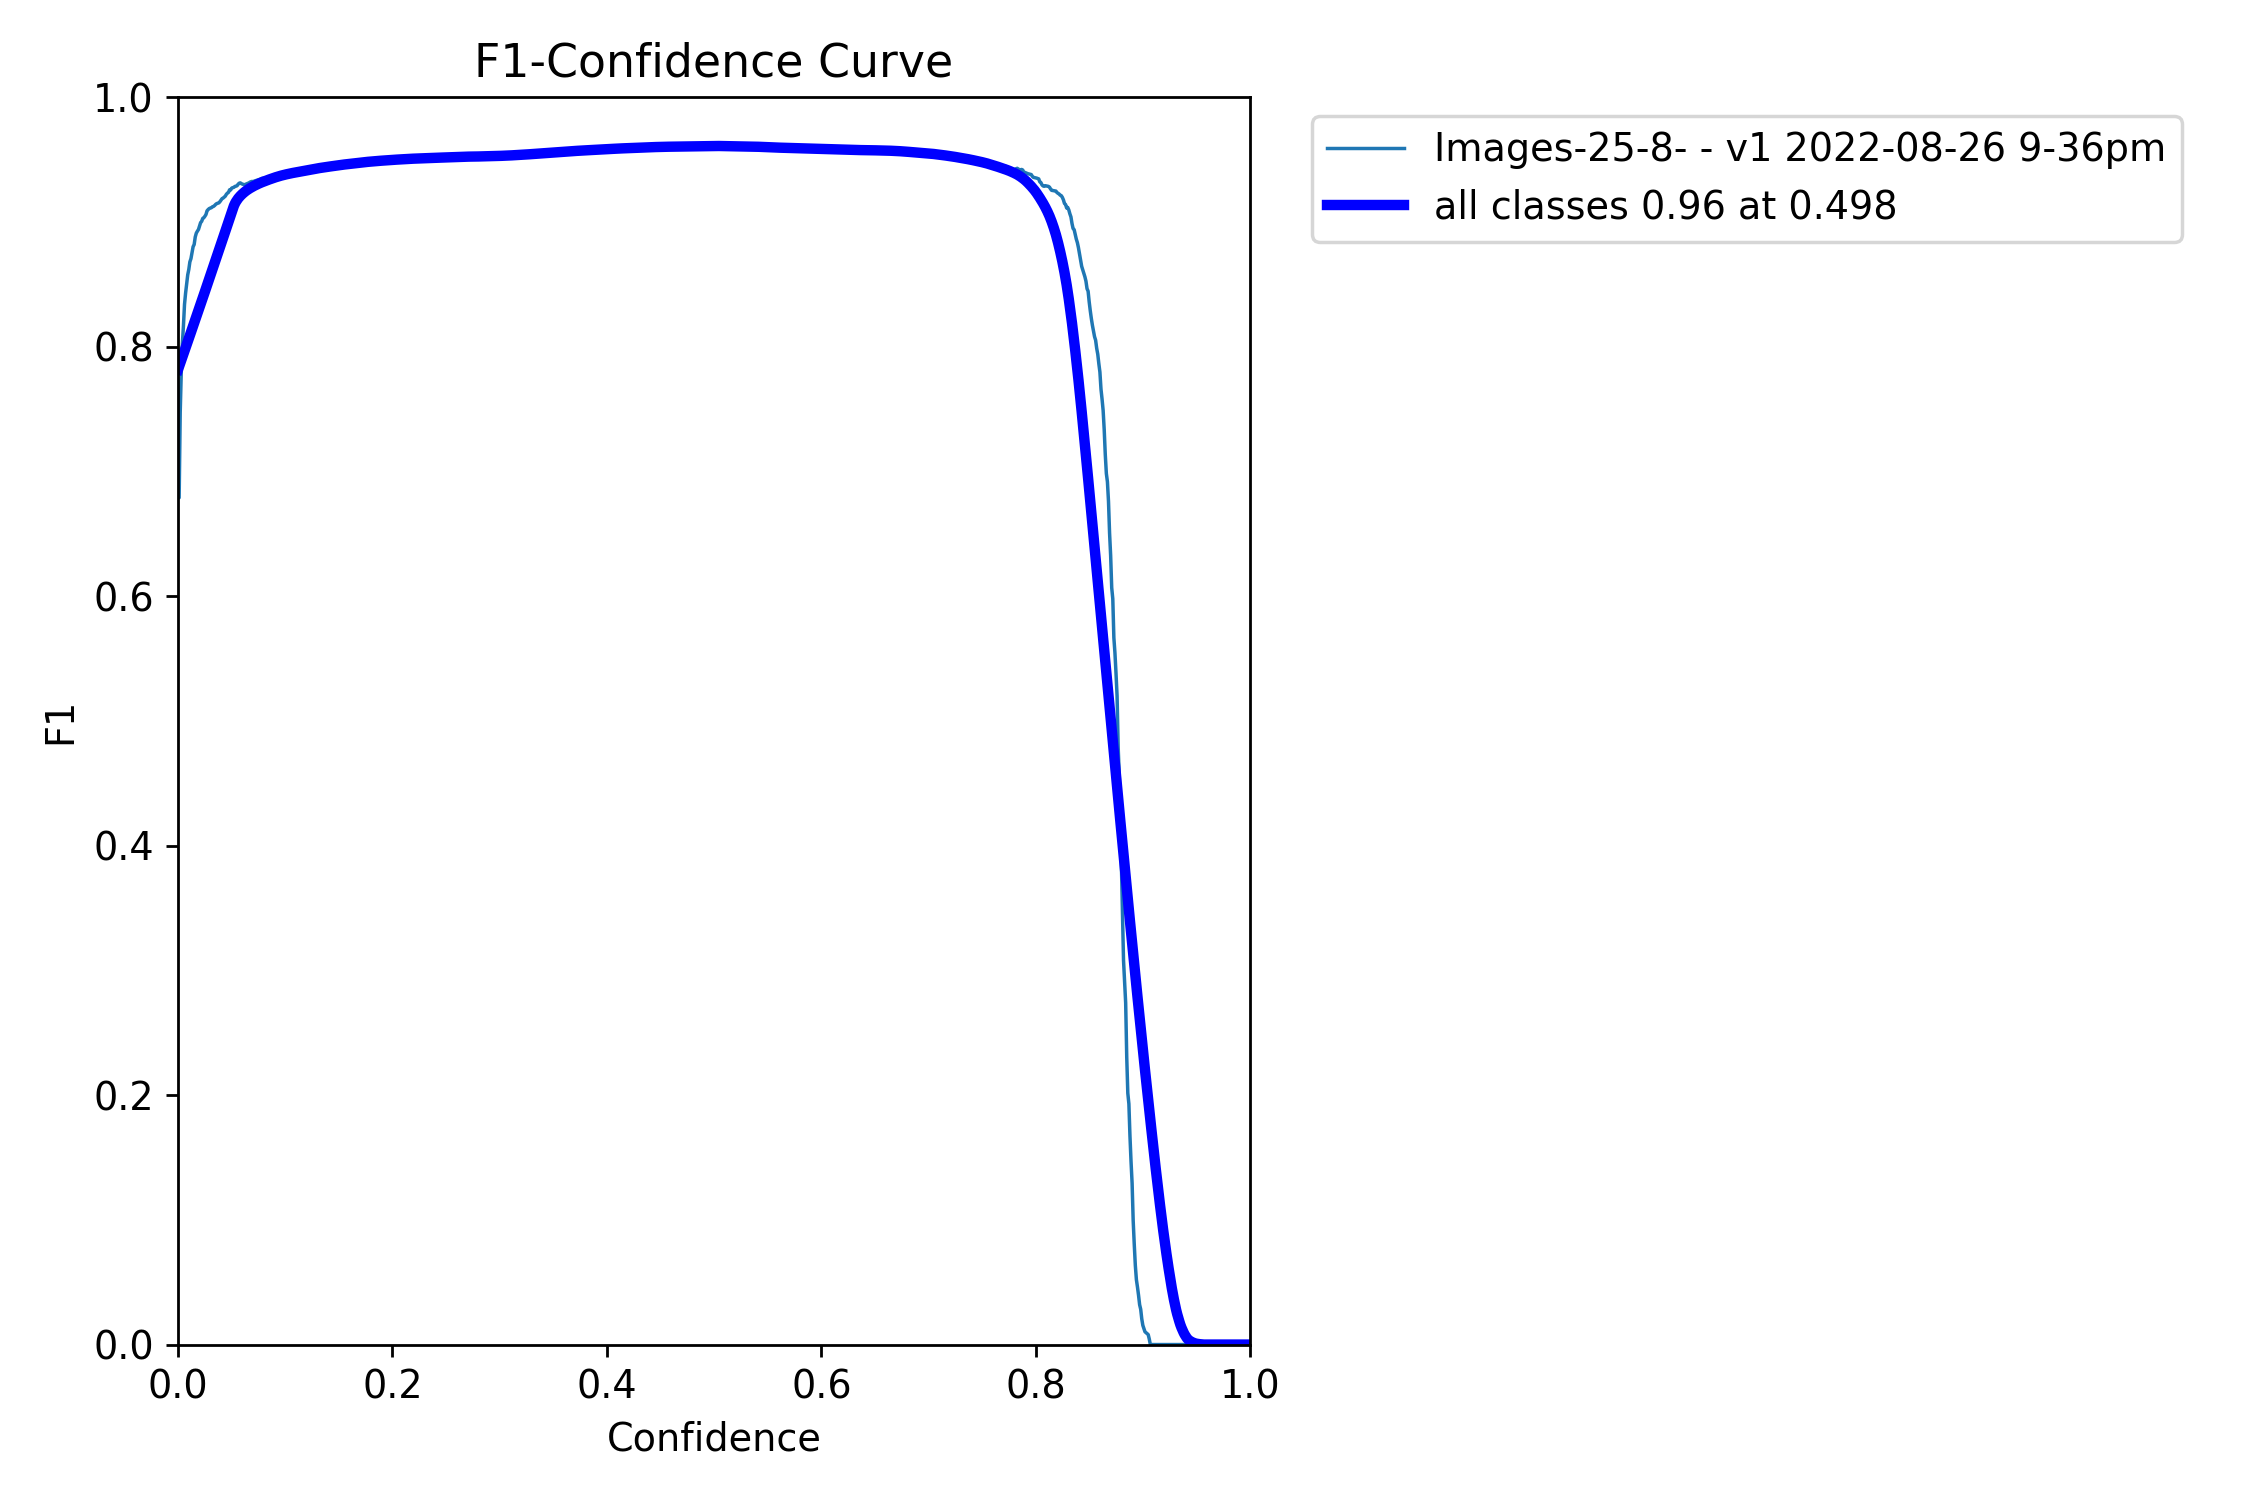 F1-Confidence Curve
1.0
0.8
0.6
0.4
0.2
0.0
F1
0.0 0.2 0.4 0.6 0.8 1.0
Confidence
Images-25-8- - v1 2022-08-26 9-36pm
all classes 0.96 at 0.498